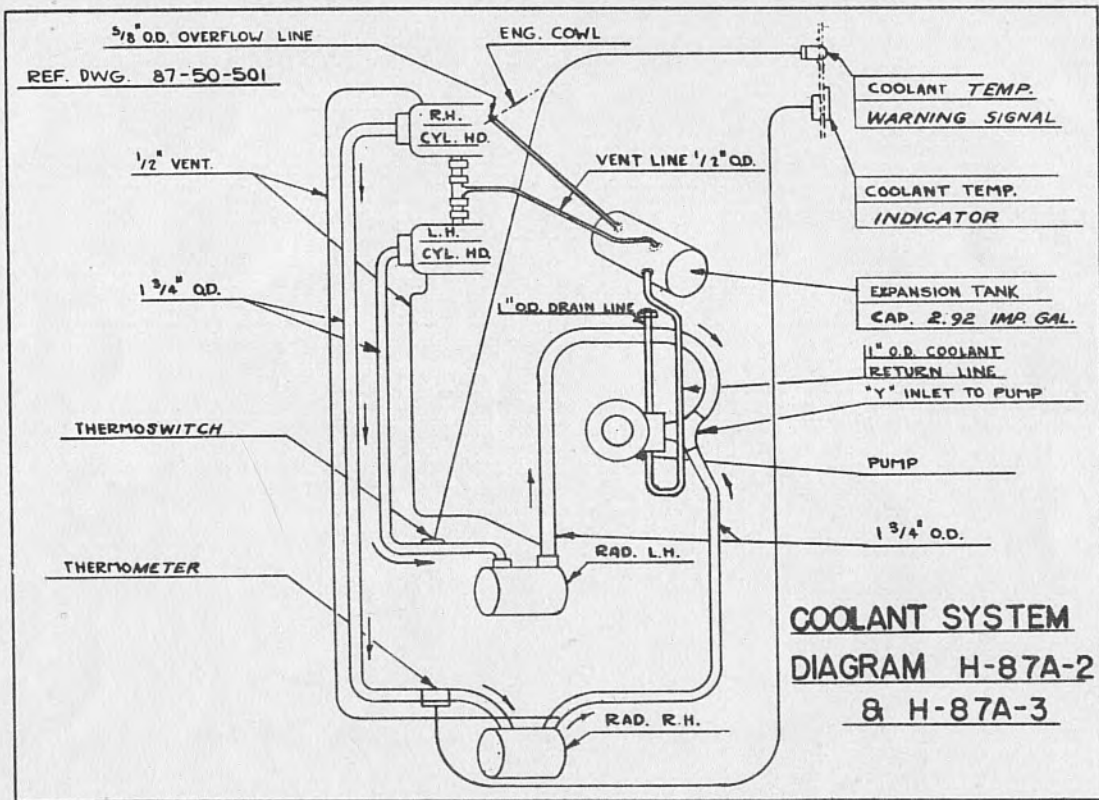 5/8" O.D. OVERFLOW LINE
ENG. COWL
REF. DWG. 87-50-501
COOLANT TEMP.
WARNING SIGNAL
R.H.
CYL. HD.
1/2" VENT.
VENT LINE 1/2" O.D.
COOLANT TEMP.
INDICATOR
L.H.
CYL. HD.
1 3/4" O.D.
EXPANSION TANK
CAP. 2.92 IMP. GAL.
1" O.D. DRAIN LINE
1" O.D. COOLANT
RETURN LINE
"Y" INLET TO PUMP
THERMOSWITCH
PUMP
1 3/4" O.D.
RAD. L.H.
THERMOMETER
COOLANT SYSTEM
DIAGRAM H-87A-2
& H-87A-3
RAD. R.H.